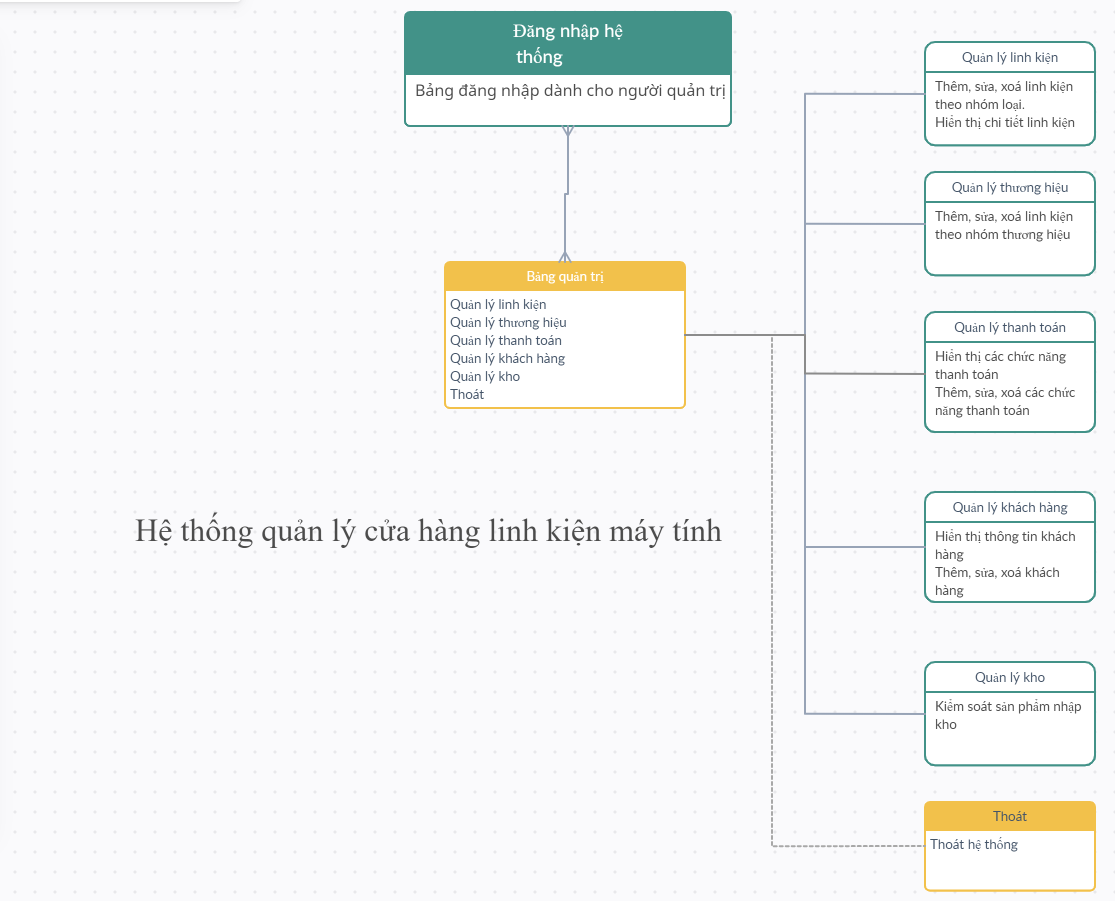 Đăng nhập hệ
thống
Bảng đăng nhập dành cho người quản trị
Bảng quản trị
Quản lý linh kiện
Quản lý thương hiệu
Quản lý thanh toán
Quản lý khách hàng
Quản lý kho
Thoát
Hệ thống quản lý cửa hàng linh kiện máy tính
Quản lý linh kiện
Thêm, sửa, xoá linh kiện
theo nhóm loại.
Hiển thị chi tiết linh kiện
Quản lý thương hiệu
Thêm, sửa, xoá linh kiện
theo nhóm thương hiệu
Quản lý thanh toán
Hiển thị các chức năng
thanh toán
Thêm, sửa, xoá các chức
năng thanh toán
Quản lý khách hàng
Hiển thị thông tin khách
hàng
Thêm, sửa, xoá khách
hàng
Quản lý kho
Kiểm soát sản phẩm nhập
kho
Thoát
Thoát hệ thống